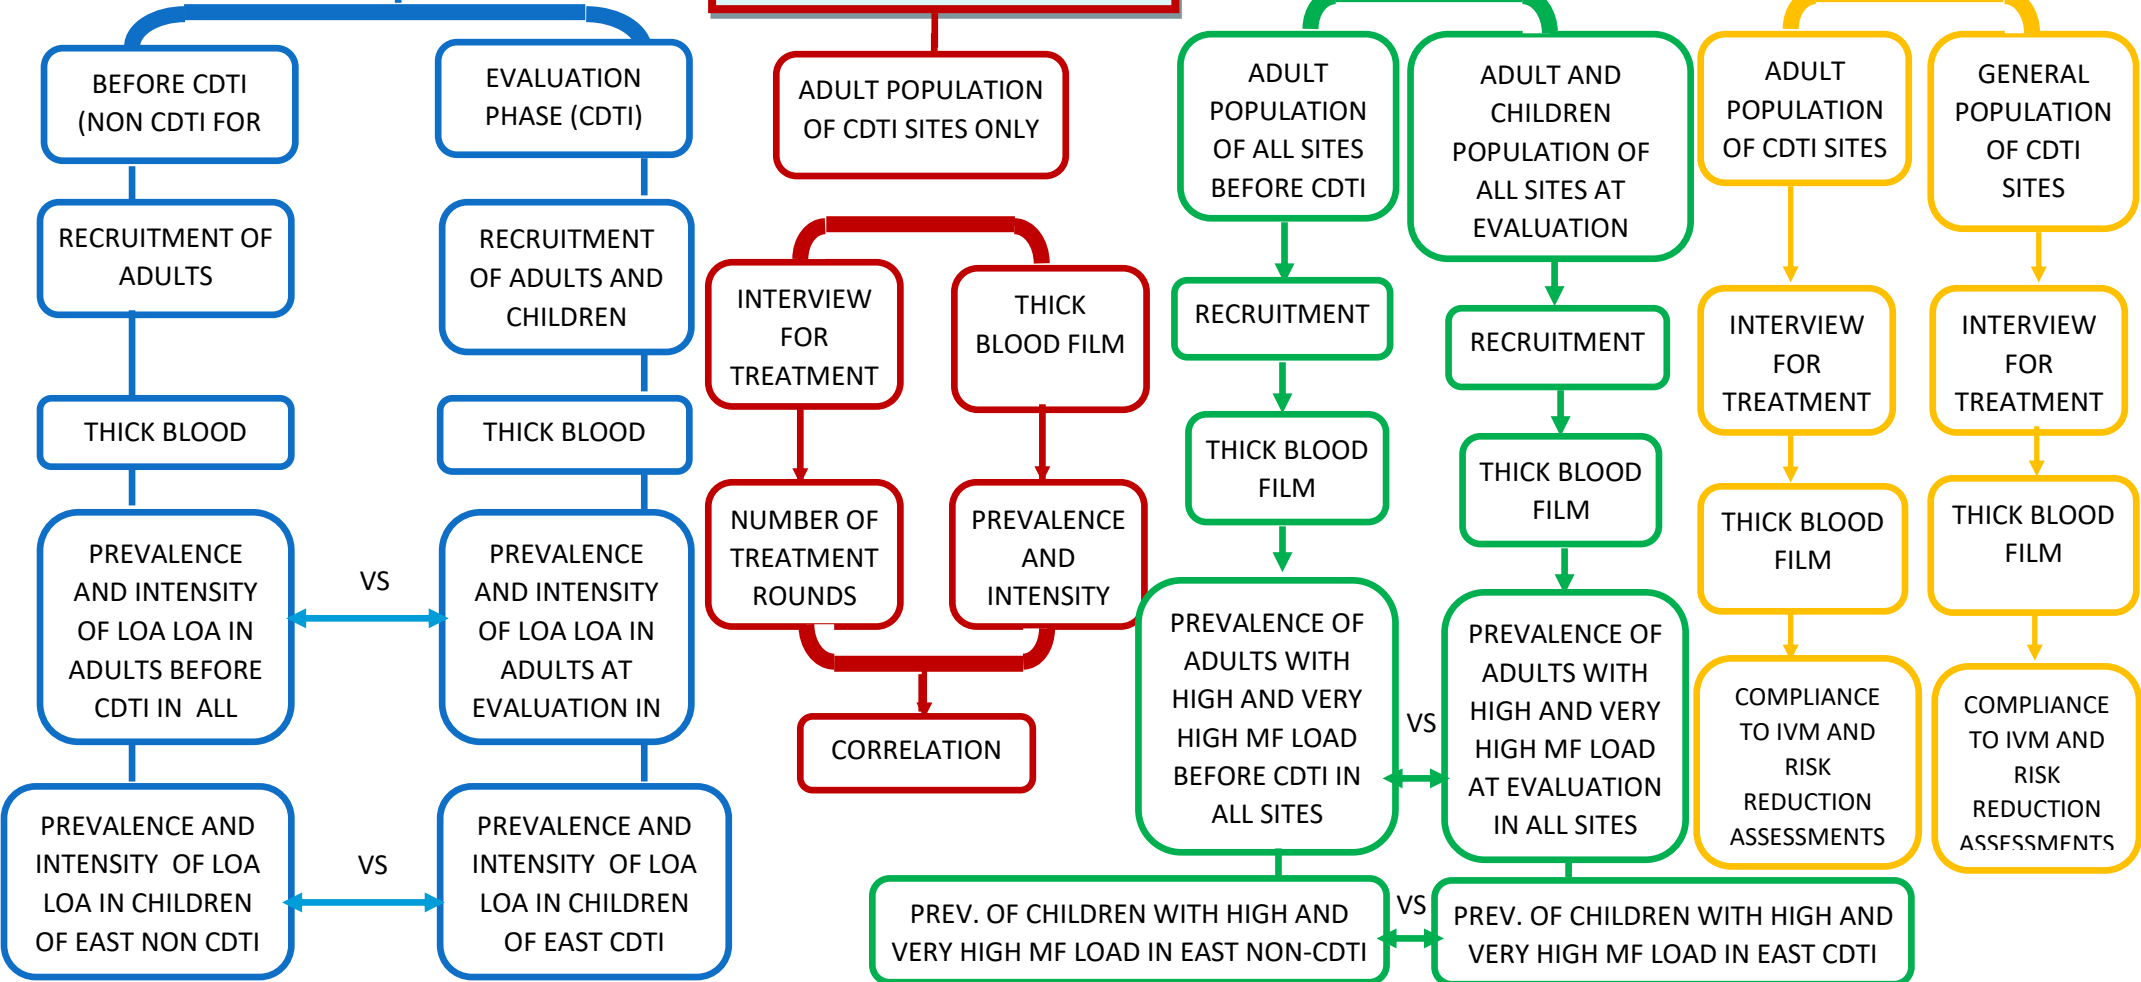 BEFORE CDTI
(NON CDTI FOR
RECRUITMENT OF
ADULTS
THICK BLOOD
PREVALENCE
AND INTENSITY
OF LOA LOA IN
ADULTS BEFORE
CDTI IN  ALL
PREVALENCE AND
INTENSITY  OF LOA
LOA IN CHILDREN
OF EAST NON CDTI
VS
VS
EVALUATION
PHASE (CDTI)
RECRUITMENT
OF ADULTS AND
CHILDREN
THICK BLOOD
PREVALENCE
AND INTENSITY
OF LOA LOA IN
ADULTS AT
EVALUATION IN
PREVALENCE AND
INTENSITY  OF LOA
LOA IN CHILDREN
OF EAST CDTI
ADULT POPULATION
OF CDTI SITES ONLY
INTERVIEW
FOR
TREATMENT
NUMBER OF
TREATMENT
ROUNDS
THICK
BLOOD FILM
PREVALENCE
AND
INTENSITY
CORRELATION
ADULT
POPULATION
OF ALL SITES
BEFORE CDTI
RECRUITMENT
THICK BLOOD
FILM
PREVALENCE OF
ADULTS WITH
HIGH AND VERY
HIGH MF LOAD
BEFORE CDTI IN
ALL SITES
PREV. OF CHILDREN WITH HIGH AND
VERY HIGH MF LOAD IN EAST NON-CDTI
VS
VS
ADULT AND
CHILDREN
POPULATION OF
ALL SITES AT
EVALUATION
RECRUITMENT
THICK BLOOD
FILM
PREVALENCE OF
ADULTS WITH
HIGH AND VERY
HIGH MF LOAD
AT EVALUATION
IN ALL SITES
PREV. OF CHILDREN WITH HIGH AND
VERY HIGH MF LOAD IN EAST CDTI
ADULT
POPULATION
OF CDTI SITES
INTERVIEW
FOR
TREATMENT
THICK BLOOD
FILM
COMPLIANCE
TO IVM AND
RISK
REDUCTION
ASSESSMENTS
GENERAL
POPULATION
OF CDTI
SITES
INTERVIEW
FOR
TREATMENT
THICK BLOOD
FILM
COMPLIANCE
TO IVM AND
RISK
REDUCTION
ASSESSMENTS